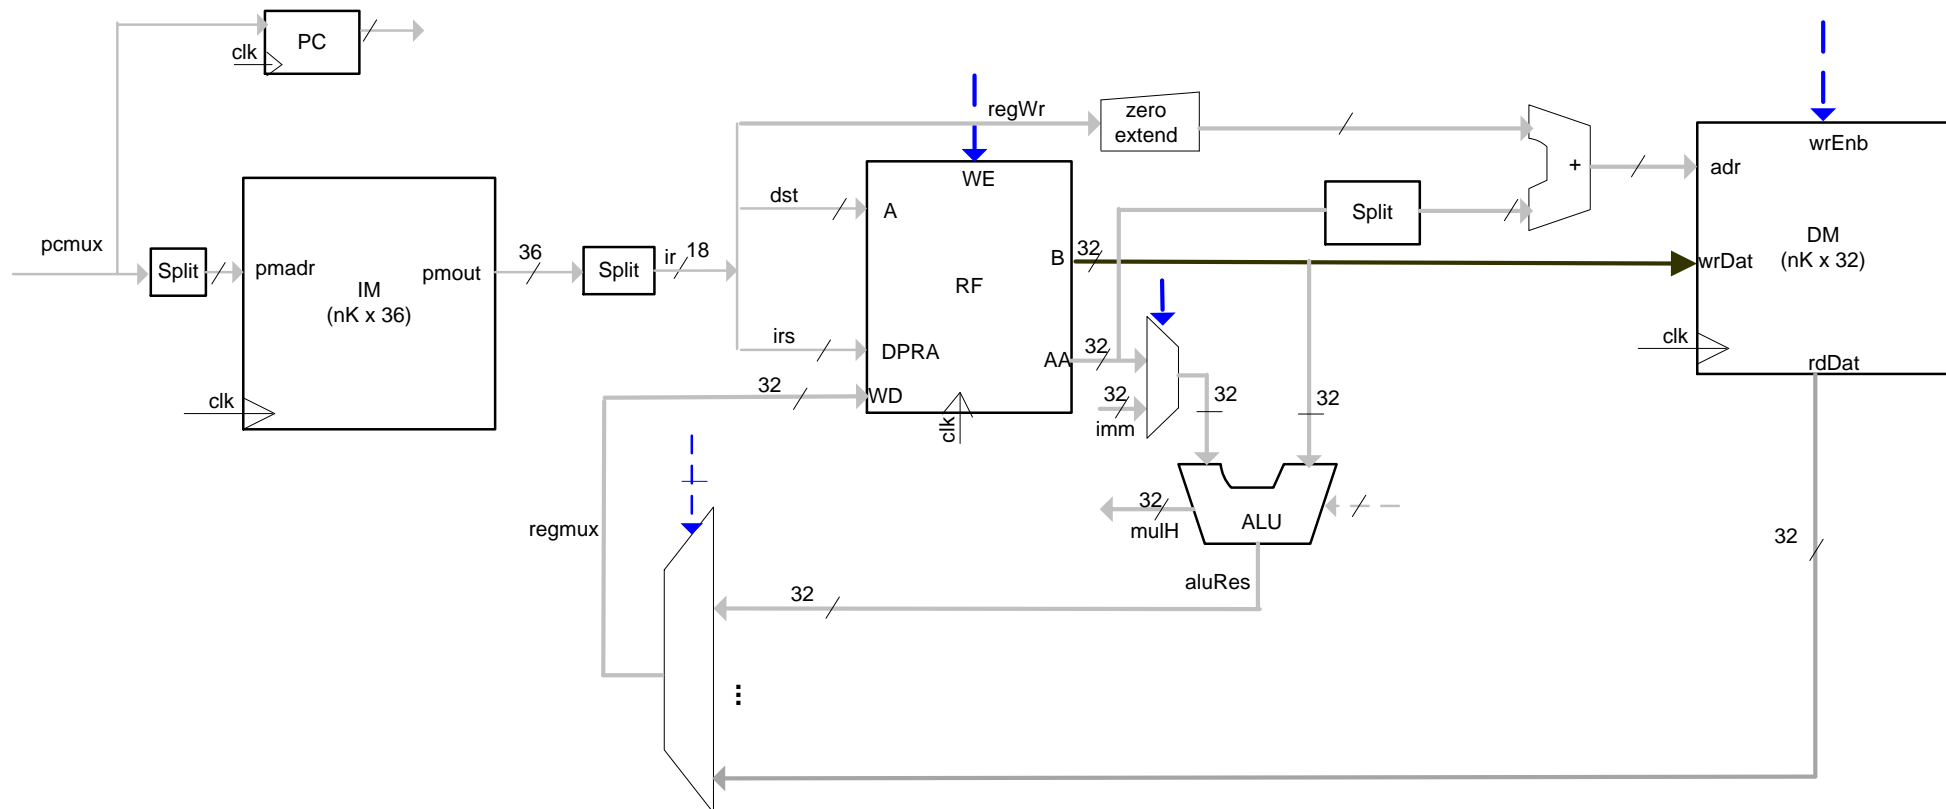 PC
clk
regWr
zero
extend
wrEnb
WE
adr
+
dst
A
Split
pcmux
36
ir
18
B
32
DM
(nK x 32)
Split
pmadr
pmout
Split
wrDat
IM
(nK x 36)
RF
irs
DPRA
32
AA
clk
rdDat
32
WD
32
32
32
clk
clk
imm
32
mulH
ALU
regmux
32
aluRes
32
...